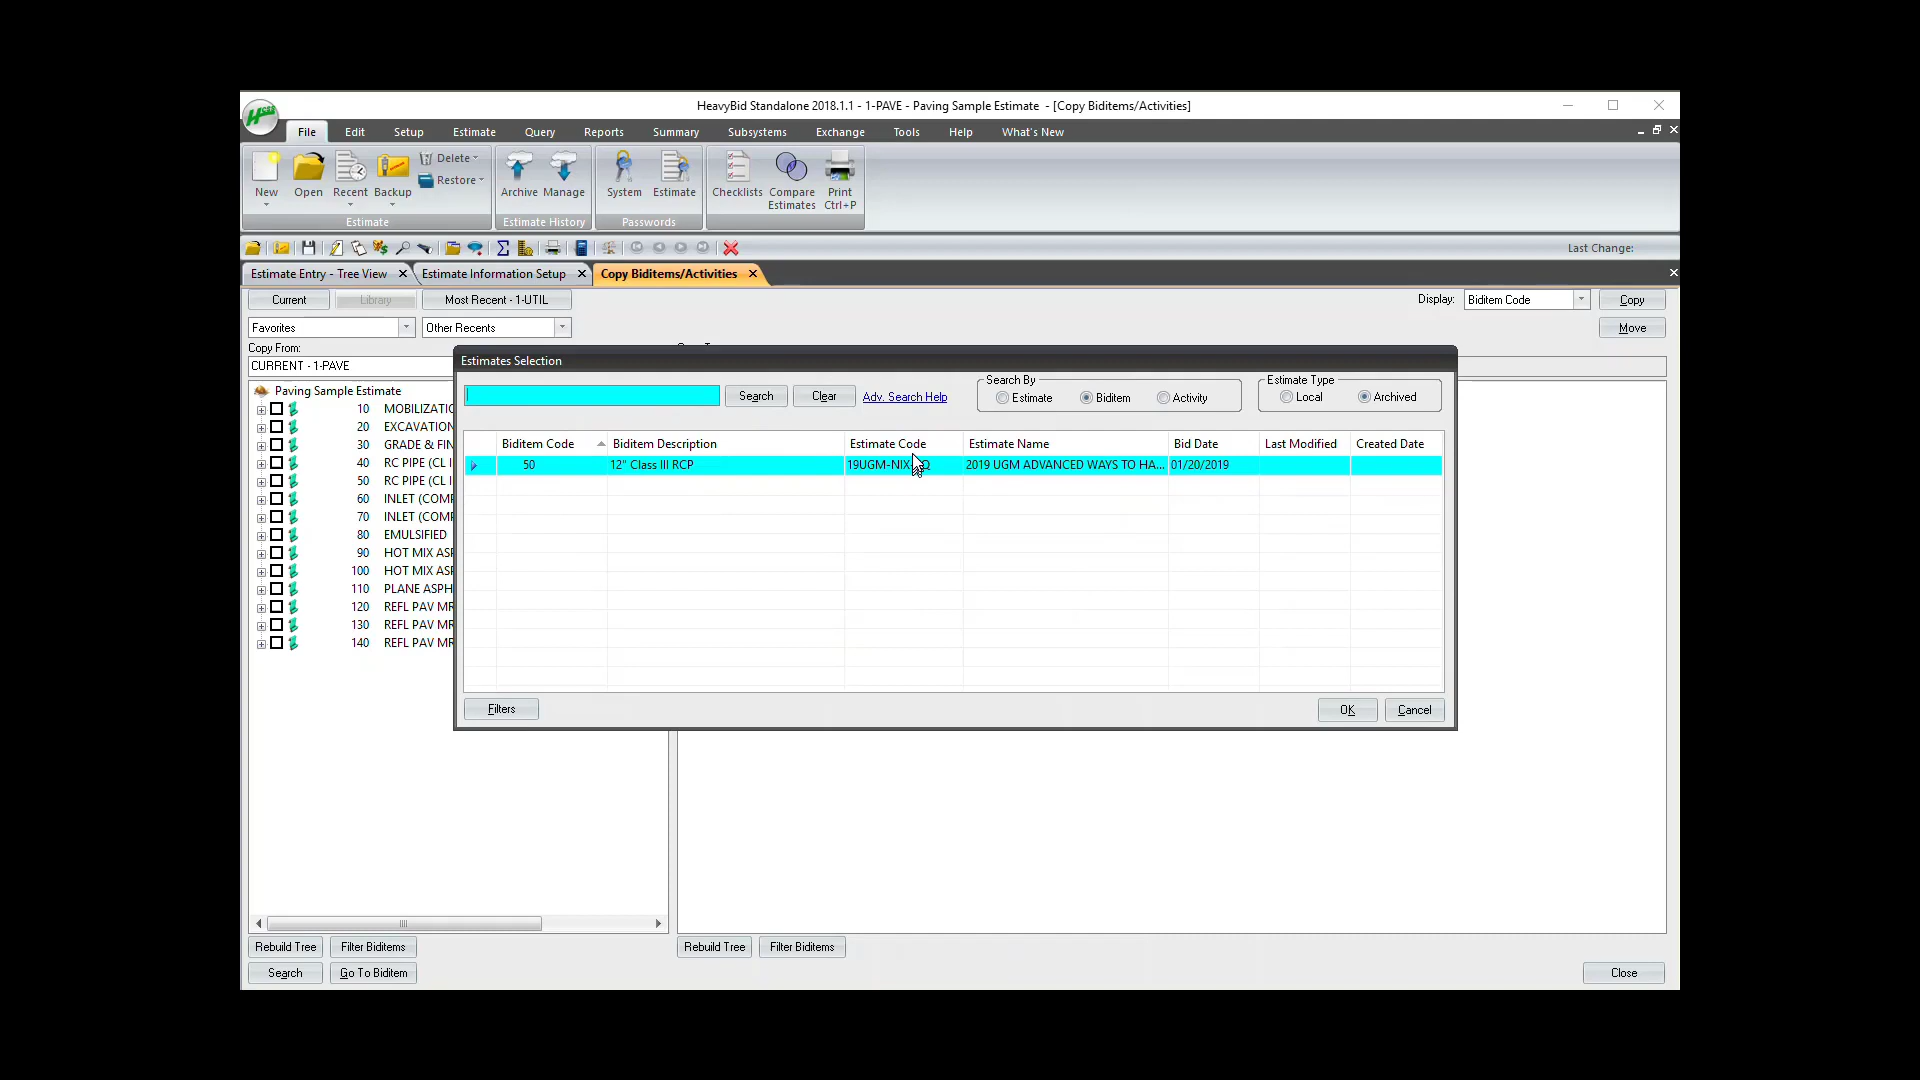 HeavyBid Standalone 2018.1.1 - 1-PAVE - Paving Sample Estimate - [Copy Biditems/Activities]
HCSS
File Edit Setup Estimate Query Reports Summary Subsystems Exchange Tools Help What's New
New Open Recent Backup Delete Restore Archive Manage System Estimate Checklists Compare Estimates Print Ctrl+P
Estimate Estimate History Passwords
Last Change:
Estimate Entry - Tree View Estimate Information Setup Copy Biditems/Activities
Current Library Most Recent - 1-UTIL Display: Biditem Code Copy
Favorites Other Recents Move
Copy From:
CURRENT - 1-PAVE
Estimates Selection
Search Clear Adv. Search Help
Search By
Estimate Biditem Activity
Estimate Type
Local Archived
Biditem Code Biditem Description Estimate Code Estimate Name Bid Date Last Modified Created Date
50 12" Class III RCP 2019 UGM ADVANCED WAYS TO HA... 01/20/2019
Filters OK Cancel
Paving Sample Estimate
10 MOBILIZATIO
20 EXCAVATION
30 GRADE & FIN
40 RC PIPE (CL I
50 RC PIPE (CL I
60 INLET (COMP
70 INLET (COMP
80 EMULSIFIED
90 HOT MIX ASP
100 HOT MIX ASP
110 PLANE ASPH
120 REFL PAV MR
130 REFL PAV MR
140 REFL PAV MR
Rebuild Tree Filter Biditems Rebuild Tree Filter Biditems
Search Go To Biditem Close